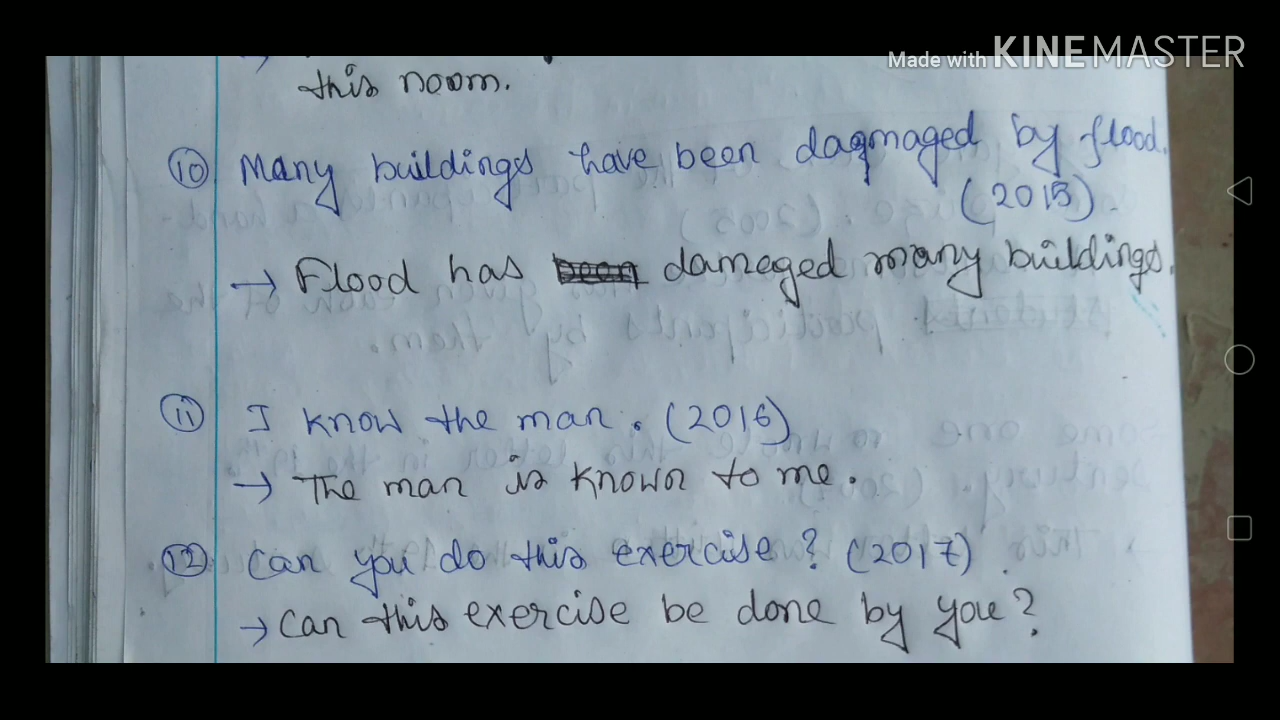 Made with KINEMASTER
this room.
10 Many buildings have been dagmaged by flood.
(2015)
→ Flood has damaged many buildings.
11 I know the man. (2016)
→ The man is known to me.
12 Can you do this exercise? (2017)
→ Can this exercise be done by you?